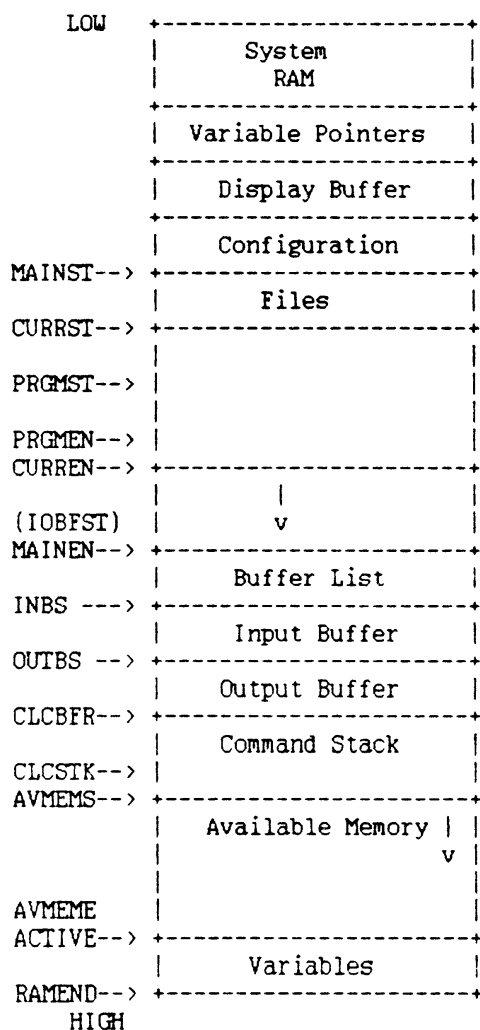 LOW +-------------------+
| System |
| RAM |
+-------------------+
| Variable Pointers |
+-------------------+
| Display Buffer |
+-------------------+
| Configuration |
MAINST--> +-------------------+
| Files |
CURRST--> +-------------------+
| |
PRGMST--> | |
| |
PRGMEN--> | |
CURREN--> +-------------------+
| | |
(IOBFST) | v |
MAINEN--> +-------------------+
| Buffer List |
INBS ---> +-------------------+
| Input Buffer |
OUTBS --> +-------------------+
| Output Buffer |
CLCBFR--> +-------------------+
| Command Stack |
CLCSTK--> | |
AVMEMS--> +-------------------+
| Available Memory | |
| v |
| |
AVMEME | |
ACTIVE--> +-------------------+
| Variables |
RAMEND--> +-------------------+
HIGH